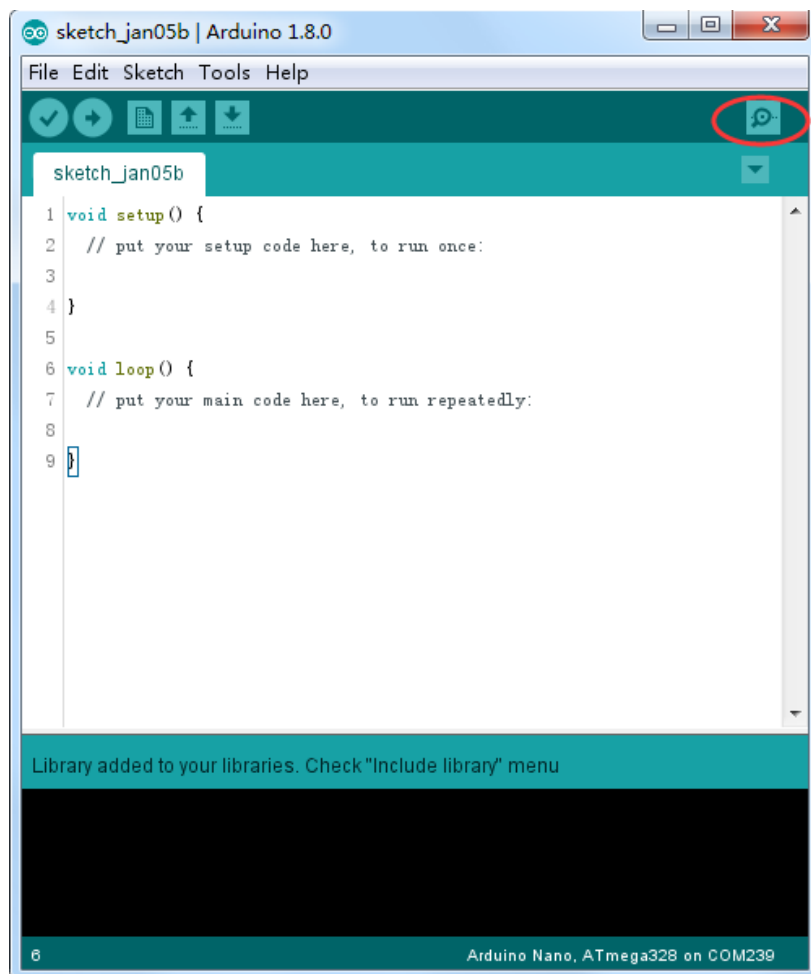 sketch_jan05b | Arduino 1.8.0
File Edit Sketch Tools Help
sketch_jan05b
1 void setup() {
2 // put your setup code here, to run once:
3
4 }
5
6 void loop() {
7 // put your main code here, to run repeatedly:
8
9 }
Library added to your libraries. Check "Include library" menu
6 Arduino Nano, ATmega328 on COM239